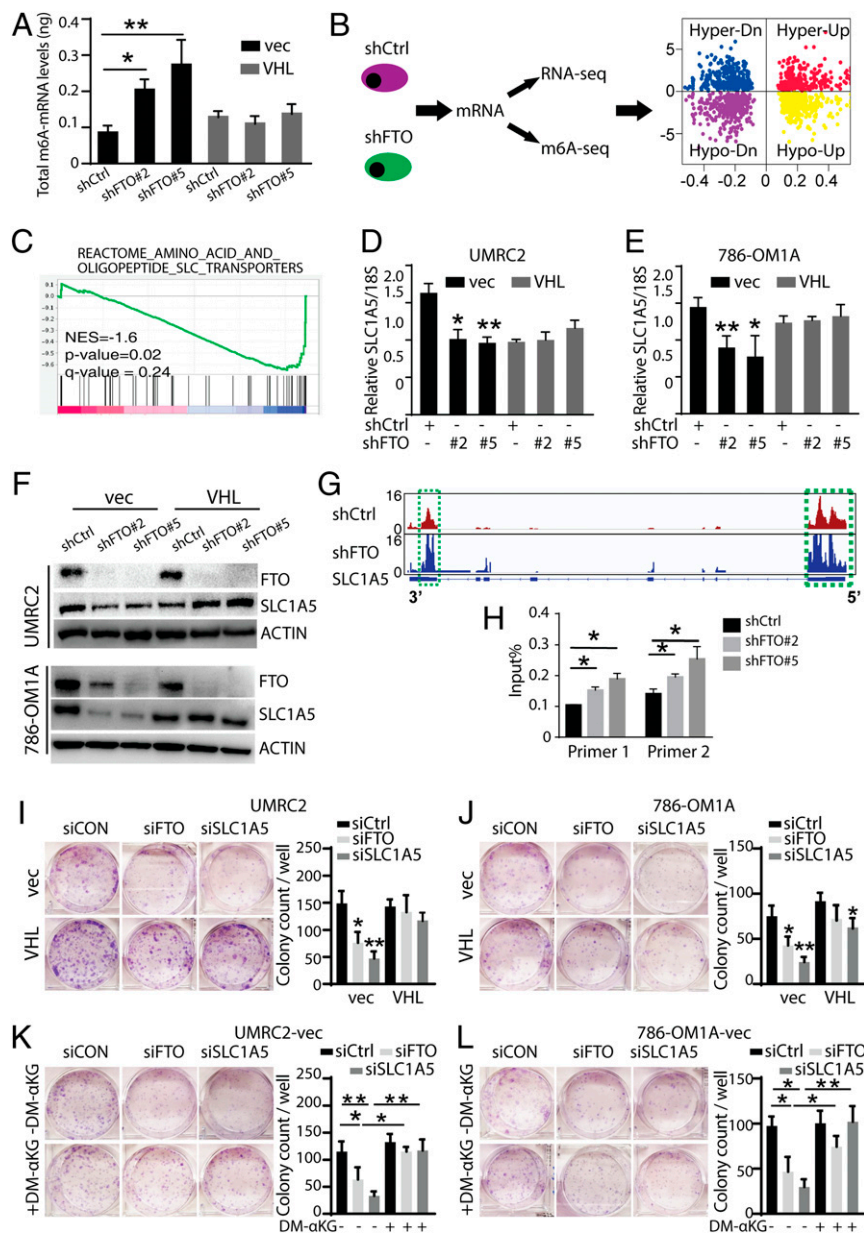 A
Total m6A-mRNA levels (ng)
0.4
0.3
0.2
0.1
0
**
*
vec
VHL
shCtrl
shFTO#2
shFTO#5
shCtrl
shFTO#2
shFTO#5
B
shCtrl
shFTO
mRNA
RNA-seq
m6A-seq
Hyper-Dn
Hyper-Up
Hypo-Dn
Hypo-Up
5
0
-5
-0.4 -0.2 0 0.2 0.4
C
REACTOME_AMINO_ACID_AND_
OLIGOPEPTIDE_SLC_TRANSPORTERS
NES=-1.6
p-value=0.02
q-value = 0.24
D
UMRC2
vec
VHL
Relative SLC1A5/18S
1.0
1.5
1.0
0.5
0
* **
shCtrl + - - + - -
shFTO - #2 #5 - #2 #5
E
786-OM1A
vec
VHL
Relative SLC1A5/18S
** *
shCtrl + - - + - -
shFTO - #2 #5 - #2 #5
F
vec
VHL
shCtrl
shFTO#2
shFTO#5
shCtrl
shFTO#2
shFTO#5
UMRC2
FTO
SLC1A5
ACTIN
786-OM1A
FTO
SLC1A5
ACTIN
G
16
shCtrl
0
16
shFTO
0
SLC1A5
3’
5’
H
Input%
0.4
0.3
0.2
0.1
0
* * * *
shCtrl
shFTO#2
shFTO#5
Primer 1
Primer 2
I
UMRC2
siCON siFTO siSLC1A5
vec
VHL
siCtrl
siFTO
siSLC1A5
Colony count / well
250
200
150
100
50
0
* **
vec VHL
J
786-OM1A
siCON siFTO siSLC1A5
vec
VHL
siCtrl
siFTO
siSLC1A5
Colony count / well
150
100
50
0
* ** *
vec VHL
K
UMRC2-vec
siCON siFTO siSLC1A5
-DM-αKG
+DM-αKG
siCtrl siFTO
siSLC1A5
Colony count / well
250
200
150
100
50
0
** **
* *
DM-αKG - - - + + +
L
786-OM1A-vec
siCON siFTO siSLC1A5
-DM-αKG
+DM-αKG
siCtrl siFTO
siSLC1A5
Colony count / well
150
100
50
0
* **
* *
DM-αKG - - - + + +